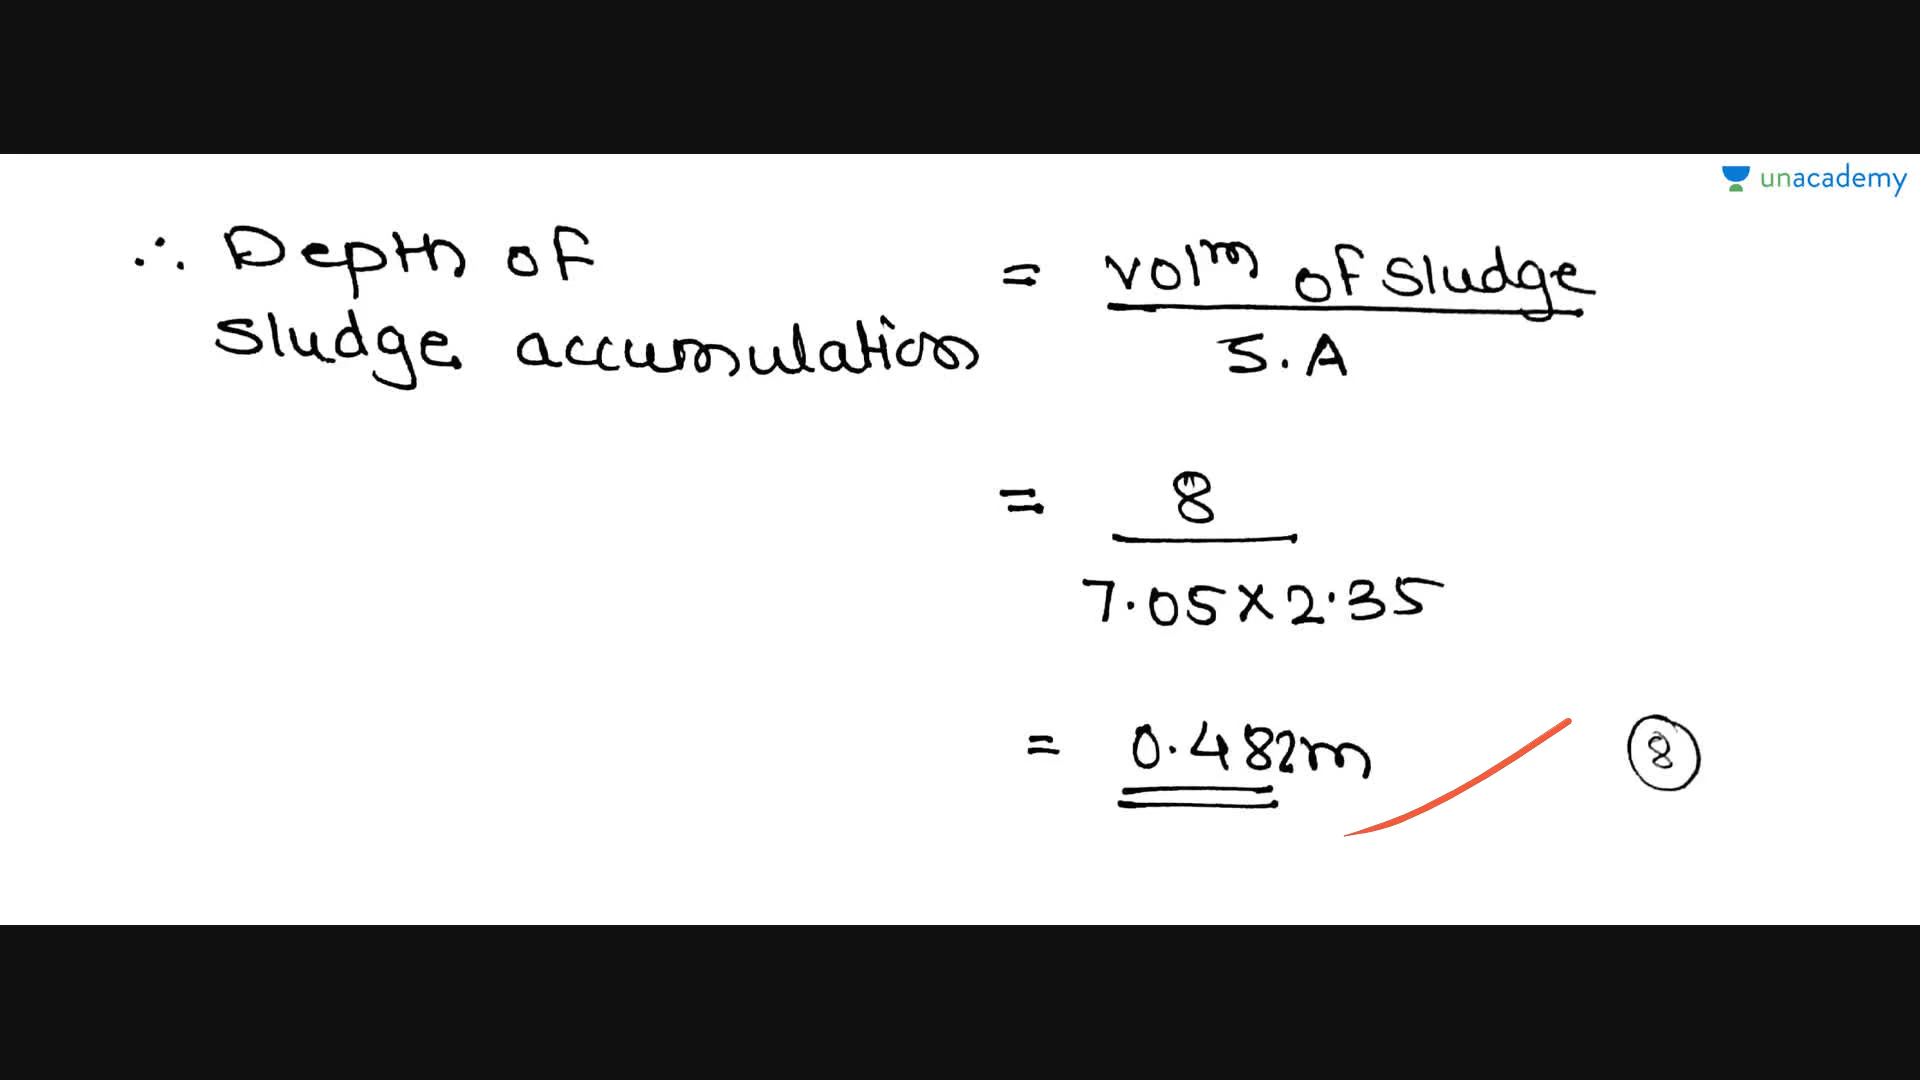 unacademy
∴ Depth of sludge accumulation = volᵐ of sludge / S.A
= 8 / 7.05 × 2.35
= 0.482m
8